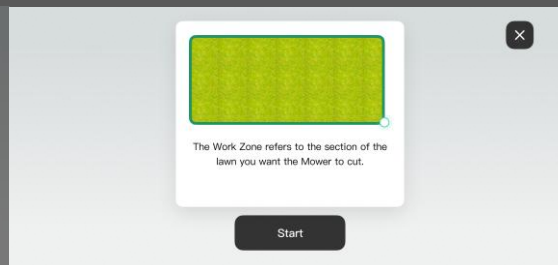 The Work Zone refers to the section of the
lawn you want the Mower to cut.
Start